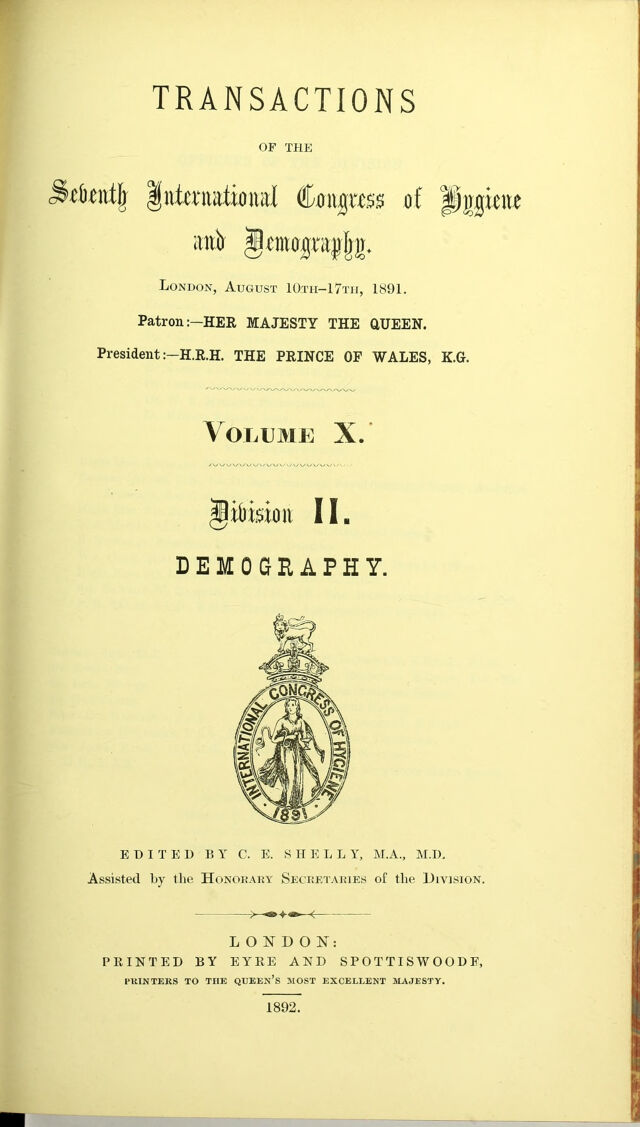 TRANSACTIONS
OF THE
Seventh International Congress of Hygiene
and Demography.
LONDON, AUGUST 10TH–17TH, 1891.
Patron:—HER MAJESTY THE QUEEN.
President:—H.R.H. THE PRINCE OF WALES, K.G.
VOLUME X.
Division II.
DEMOGRAPHY.
INTERNATIONAL CONGRESS OF HYGIENE
· 1891 ·
EDITED BY C. E. SHELLY, M.A., M.D.
Assisted by the HONORARY SECRETARIES of the DIVISION.
LONDON:
PRINTED BY EYRE AND SPOTTISWOODE,
PRINTERS TO THE QUEEN'S MOST EXCELLENT MAJESTY.
1892.